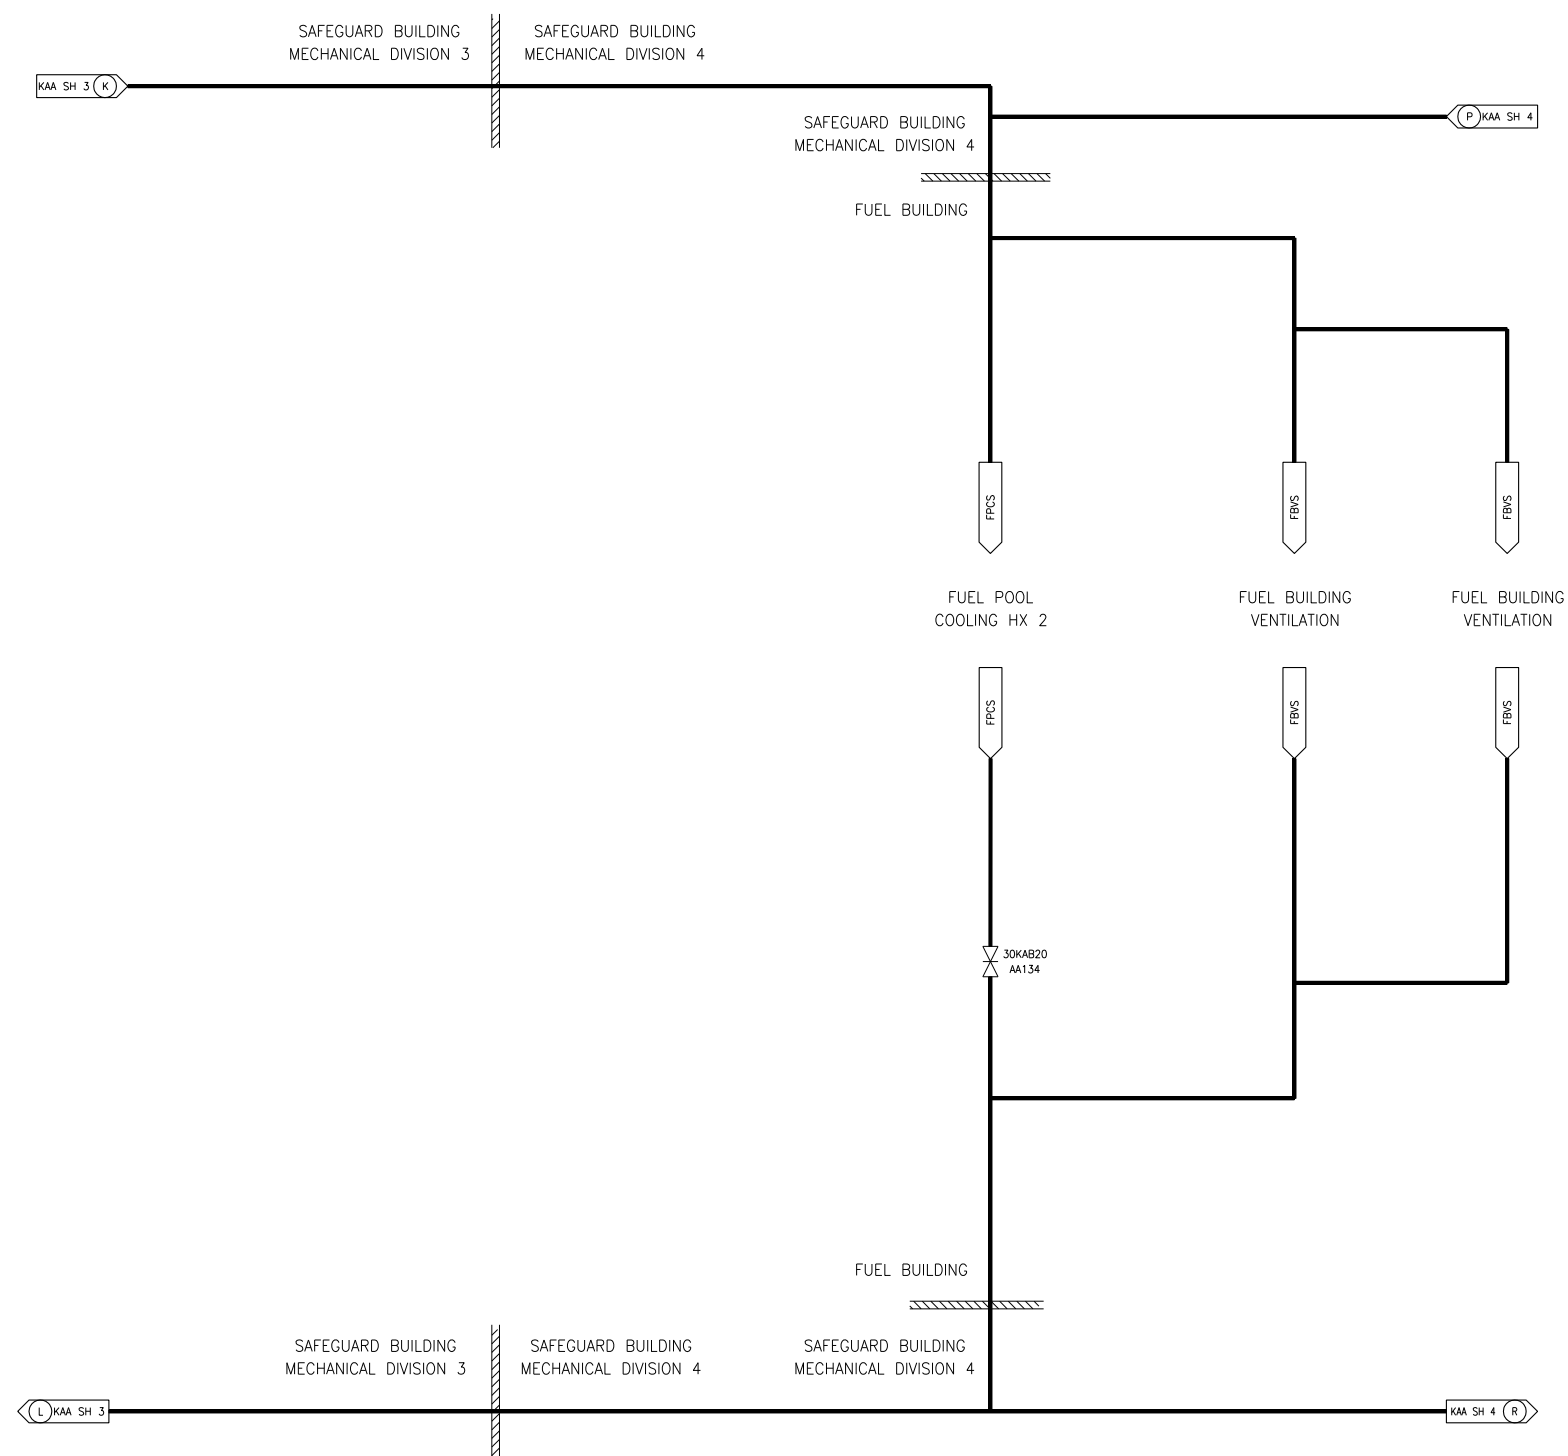 SAFEGUARD BUILDING
MECHANICAL DIVISION 3
SAFEGUARD BUILDING
MECHANICAL DIVISION 4
KAA SH 3 K
P KAA SH 4
SAFEGUARD BUILDING
MECHANICAL DIVISION 4
FUEL BUILDING
FPCS
FBVS
FBVS
FUEL POOL
COOLING HX 2
FUEL BUILDING
VENTILATION
FUEL BUILDING
VENTILATION
FPCS
FBVS
FBVS
30KAB20
AA134
FUEL BUILDING
SAFEGUARD BUILDING
MECHANICAL DIVISION 3
SAFEGUARD BUILDING
MECHANICAL DIVISION 4
SAFEGUARD BUILDING
MECHANICAL DIVISION 4
L KAA SH 3
KAA SH 4 R